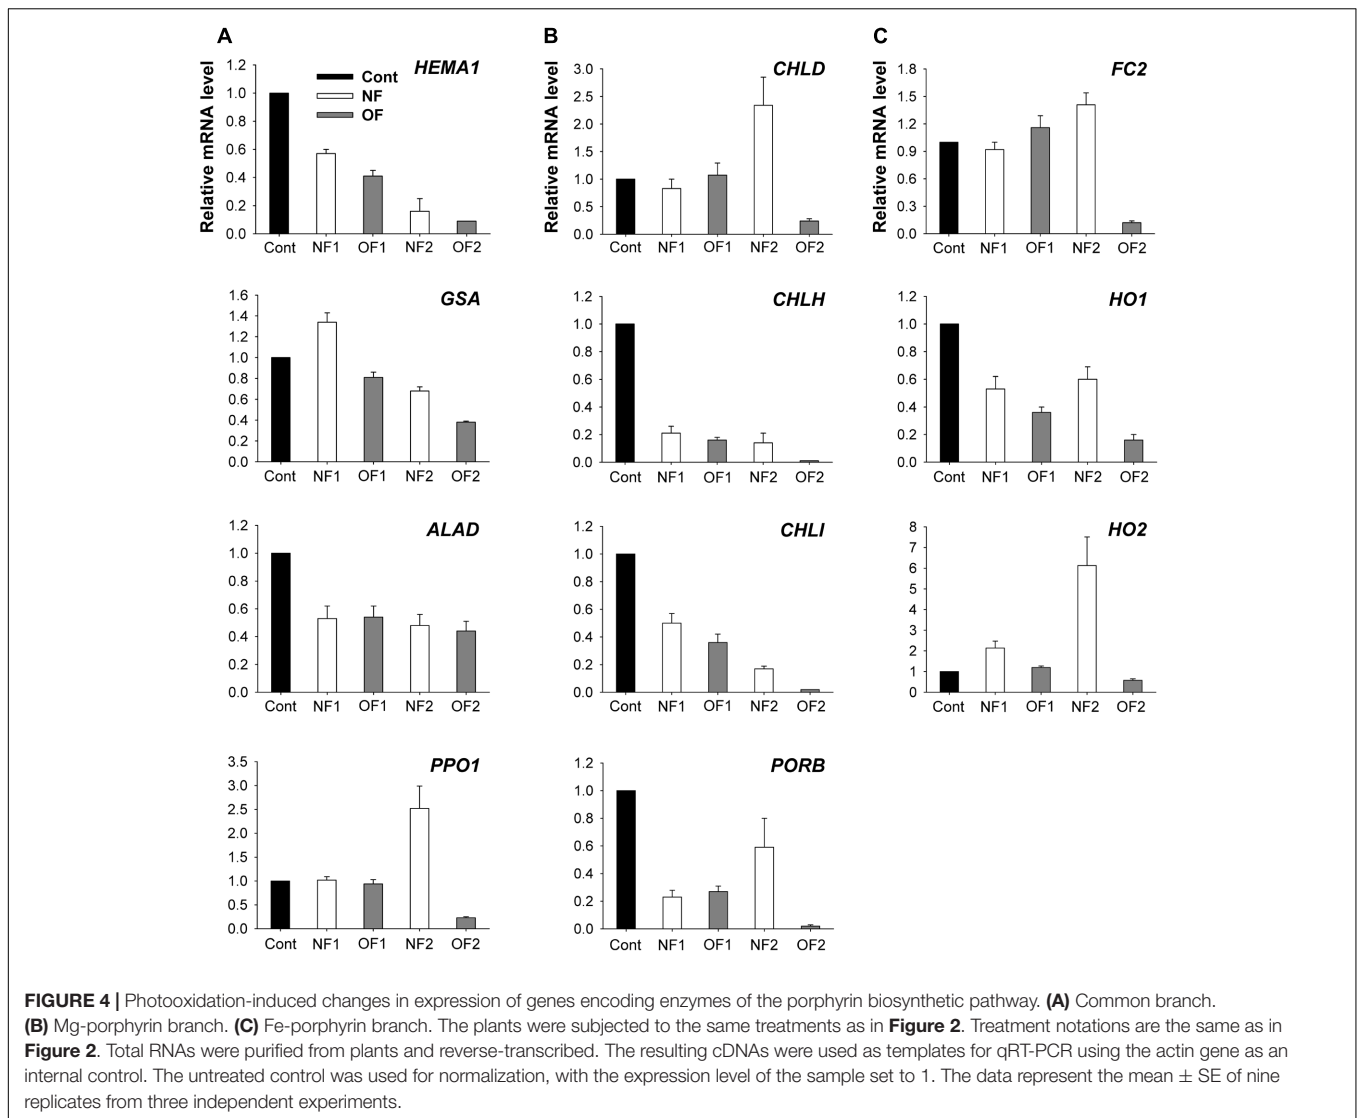 A
HEMA1
Relative mRNA level
1.2
1.0
0.8
0.6
0.4
0.2
0.0
Cont
NF
OF
Cont NF1 OF1 NF2 OF2
GSA
1.6
1.4
1.2
1.0
0.8
0.6
0.4
0.2
0.0
Cont NF1 OF1 NF2 OF2
ALAD
1.2
1.0
0.8
0.6
0.4
0.2
0.0
Cont NF1 OF1 NF2 OF2
PPO1
3.5
3.0
2.5
2.0
1.5
1.0
0.5
0.0
Cont NF1 OF1 NF2 OF2
B
CHLD
Relative mRNA level
3.0
2.5
2.0
1.5
1.0
0.5
0.0
Cont NF1 OF1 NF2 OF2
CHLH
1.2
1.0
0.8
0.6
0.4
0.2
0.0
Cont NF1 OF1 NF2 OF2
CHLI
1.2
1.0
0.8
0.6
0.4
0.2
0.0
Cont NF1 OF1 NF2 OF2
PORB
1.2
1.0
0.8
0.6
0.4
0.2
0.0
Cont NF1 OF1 NF2 OF2
C
FC2
Relative mRNA level
1.8
1.5
1.2
0.9
0.6
0.3
0.0
Cont NF1 OF1 NF2 OF2
HO1
1.2
1.0
0.8
0.6
0.4
0.2
0.0
Cont NF1 OF1 NF2 OF2
HO2
8
7
6
5
4
3
2
1
0
Cont NF1 OF1 NF2 OF2
FIGURE 4 | Photooxidation-induced changes in expression of genes encoding enzymes of the porphyrin biosynthetic pathway. (A) Common branch.
(B) Mg-porphyrin branch. (C) Fe-porphyrin branch. The plants were subjected to the same treatments as in Figure 2. Treatment notations are the same as in
Figure 2. Total RNAs were purified from plants and reverse-transcribed. The resulting cDNAs were used as templates for qRT-PCR using the actin gene as an
internal control. The untreated control was used for normalization, with the expression level of the sample set to 1. The data represent the mean ± SE of nine
replicates from three independent experiments.